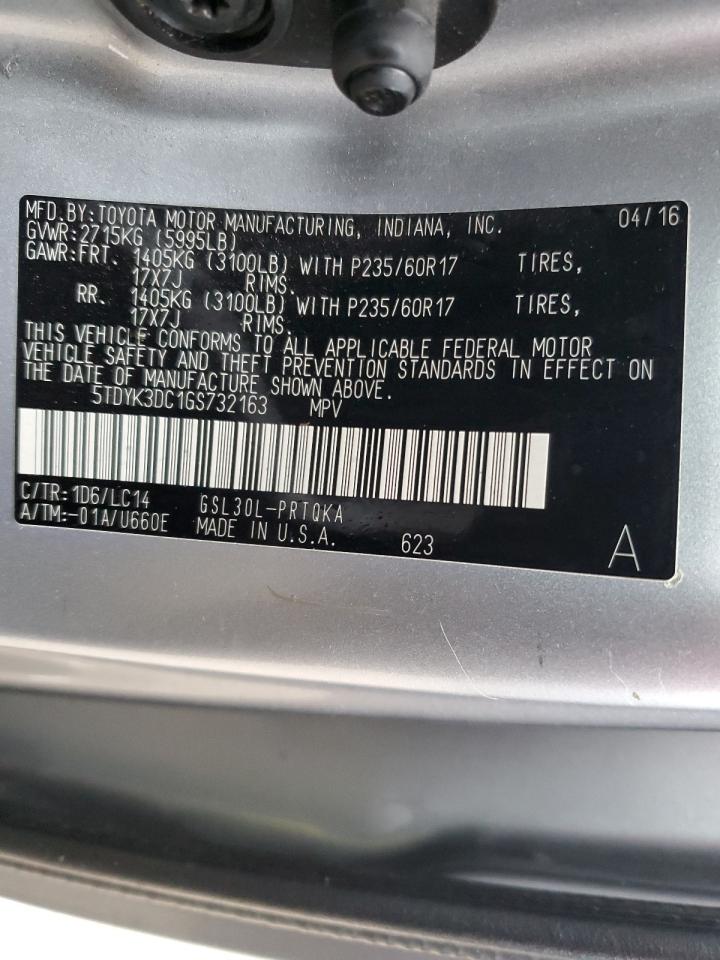 MFD.BY:TOYOTA MOTOR MANUFACTURING, INDIANA, INC. 04/16
GVWR:2715KG (5995LB)
GAWR:FRT. 1405KG (3100LB) WITH P235/60R17 TIRES,
17X7J RIMS.
RR. 1405KG (3100LB) WITH P235/60R17 TIRES,
17X7J RIMS.
THIS VEHICLE CONFORMS TO ALL APPLICABLE FEDERAL MOTOR
VEHICLE SAFETY AND THEFT PREVENTION STANDARDS IN EFFECT ON
THE DATE OF MANUFACTURE SHOWN ABOVE.
5TDYK3DC1GS732163 MPV
C/TR:1D6/LC14 GSL30L-PRTQKA
A/TM:-01A/U660E MADE IN U.S.A. 623 A